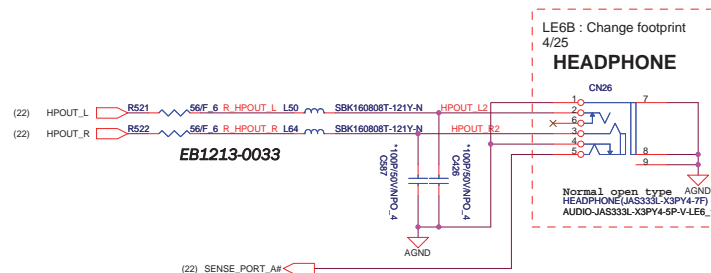 LE6B : Change footprint
4/25
HEADPHONE
CN26
(22) HPOUT_L R521 56/F_6 R_HPOUT_L L50 SBK160808T-121Y-N HPOUT_L2 1 7
2
6
(22) HPOUT_R R522 56/F_6 R_HPOUT_R L64 SBK160808T-121Y-N HPOUT_R2 3
4
5 8
9
EB1213-0033
*100P/50V/NPO_4
C587
*100P/50V/NPO_4
C426
AGND
AGND
Normal open type
HEADPHONE(JAS333L-X3PY4-7F)
AUDIO-JAS333L-X3PY4-5P-V-LE6_
(22) SENSE_PORT_A#